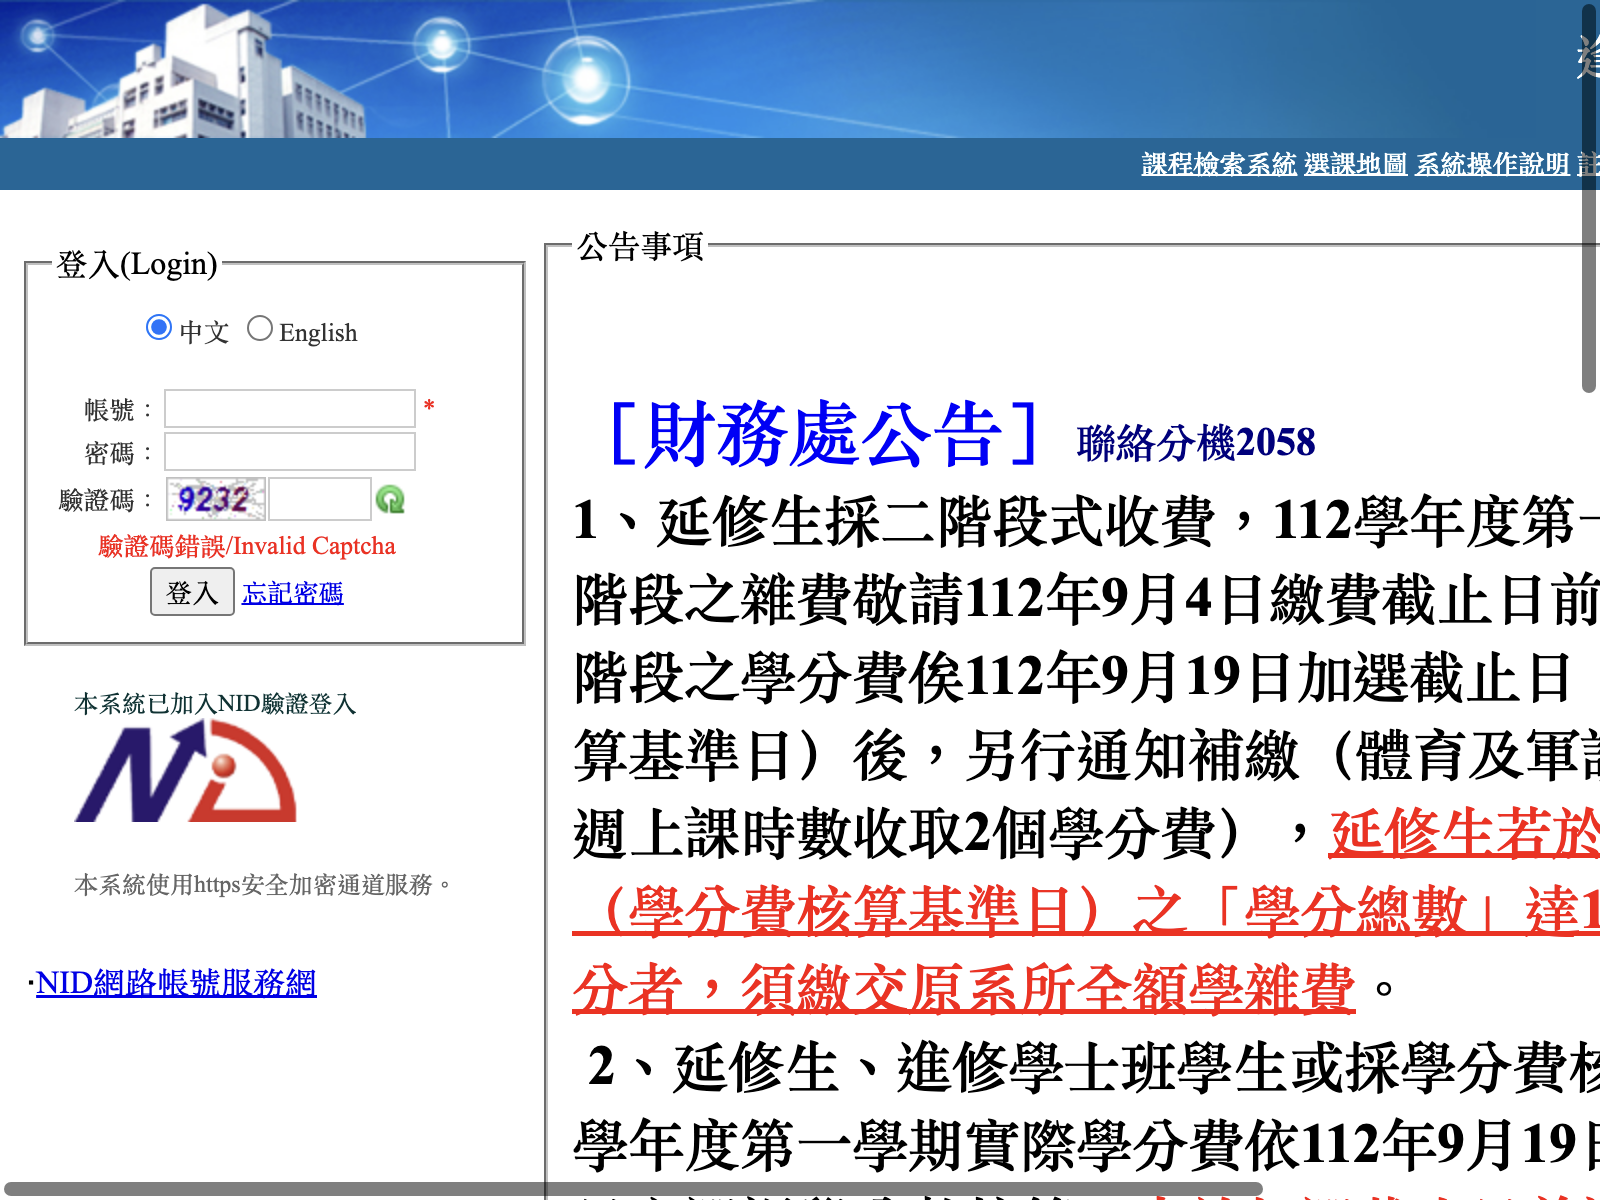 課程檢索系統 選課地圖 系統操作說明
登入(Login)
中文 English
帳號： *
密碼：
驗證碼： 9232
驗證碼錯誤/Invalid Captcha
登入 忘記密碼
本系統已加入NID驗證登入
NiD
本系統使用https安全加密通道服務。
·NID網路帳號服務網
公告事項
［財務處公告］ 聯絡分機2058
1、延修生採二階段式收費，112學年度第一
階段之雜費敬請112年9月4日繳費截止日前
階段之學分費俟112年9月19日加選截止日
算基準日）後，另行通知補繳（體育及軍訓
週上課時數收取2個學分費），延修生若於
（學分費核算基準日）之「學分總數」達1
分者，須繳交原系所全額學雜費。
2、延修生、進修學士班學生或採學分費核
學年度第一學期實際學分費依112年9月19日